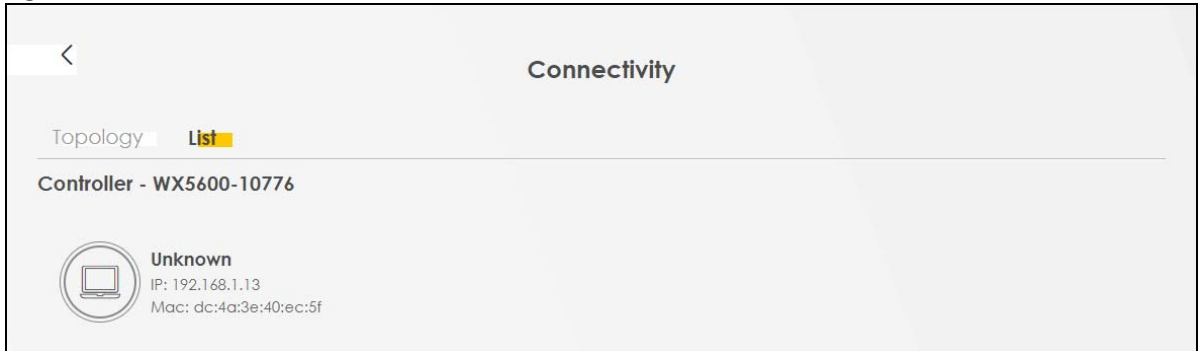 Connectivity
Topology List
Controller - WX5600-10776
Unknown
IP: 192.168.1.13
Mac: dc:4a:3e:40:ec:5f